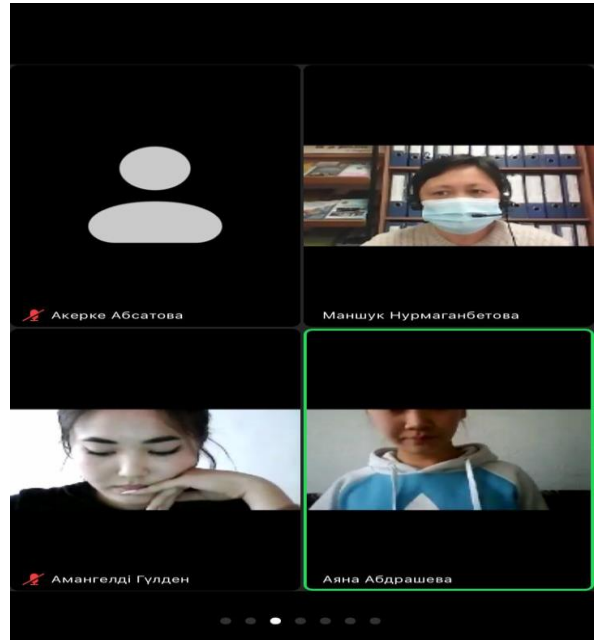 Акерке Абсатова
Маншук Нурмаганбетова
Амангелді Гүлден
Аяна Абдрашева